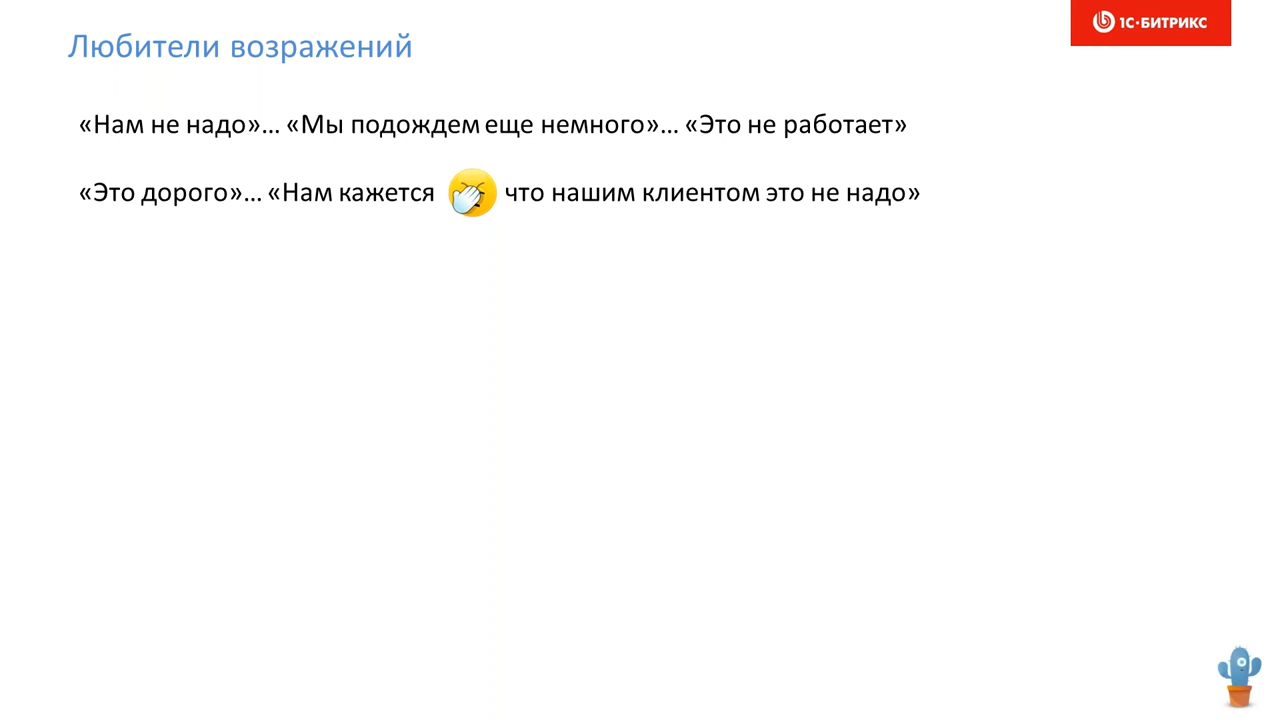 1С·БИТРИКС
Любители возражений
«Нам не надо»… «Мы подождем еще немного»… «Это не работает»
«Это дорого»… «Нам кажется что нашим клиентом это не надо»